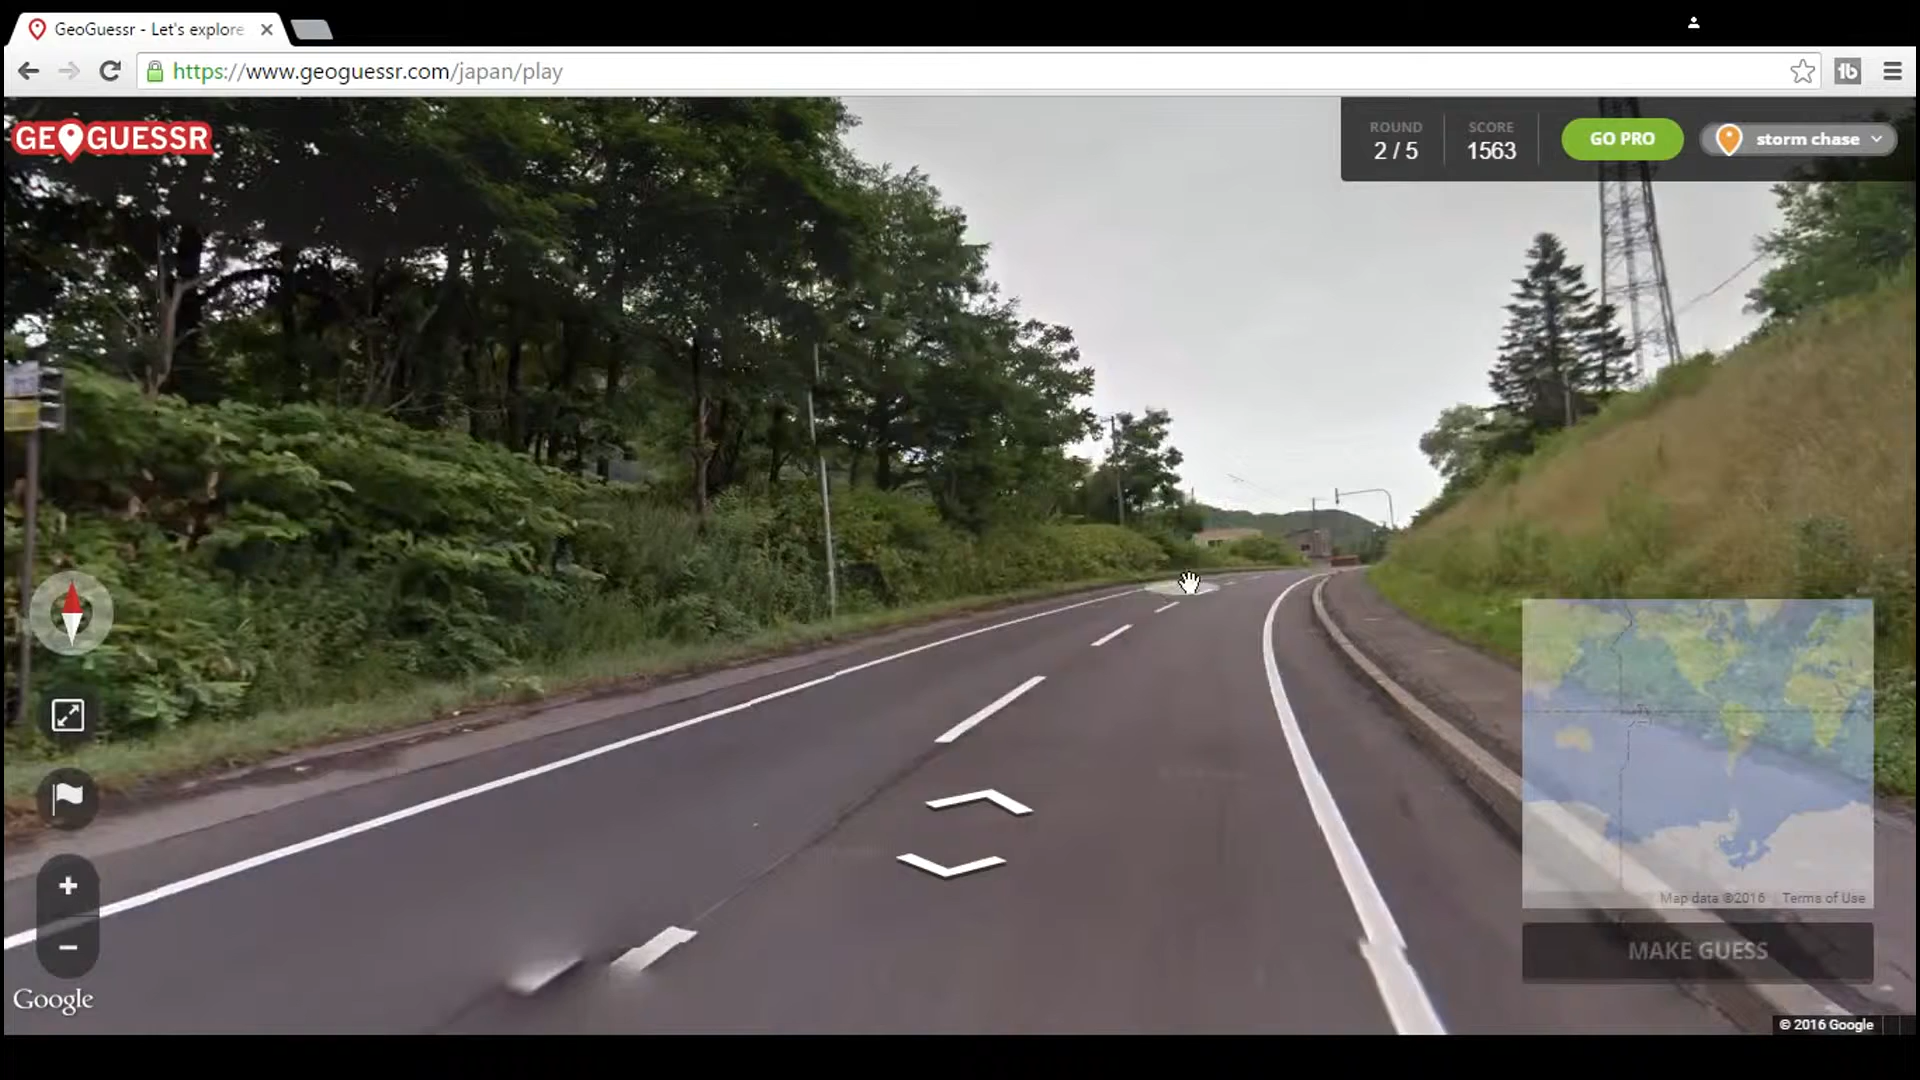 GeoGuessr - Let's explore
https://www.geoguessr.com/japan/play
GEOGUESSR
ROUND
2 / 5
SCORE
1563
GO PRO
storm chase
Map data ©2016 Terms of Use
MAKE GUESS
Google
© 2016 Google